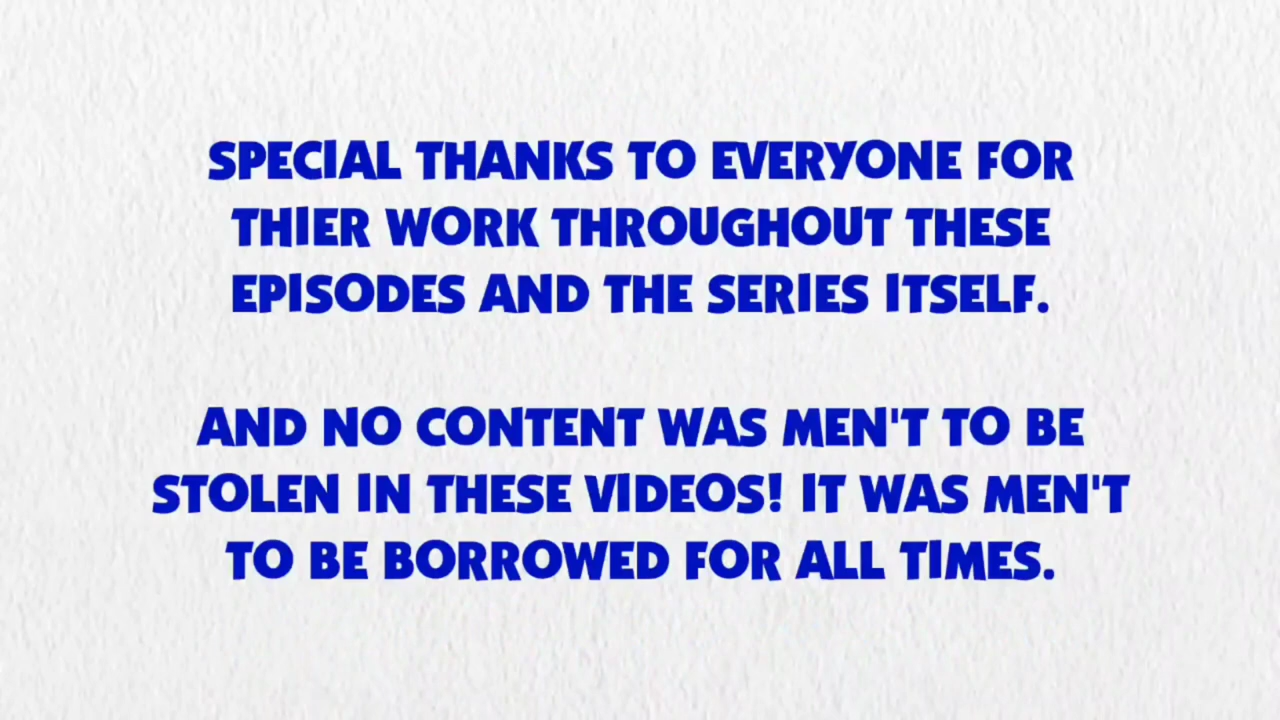 SPECIAL THANKS TO EVERYONE FOR
THIER WORK THROUGHOUT THESE
EPISODES AND THE SERIES ITSELF.
AND NO CONTENT WAS MEN'T TO BE
STOLEN IN THESE VIDEOS! IT WAS MEN'T
TO BE BORROWED FOR ALL TIMES.